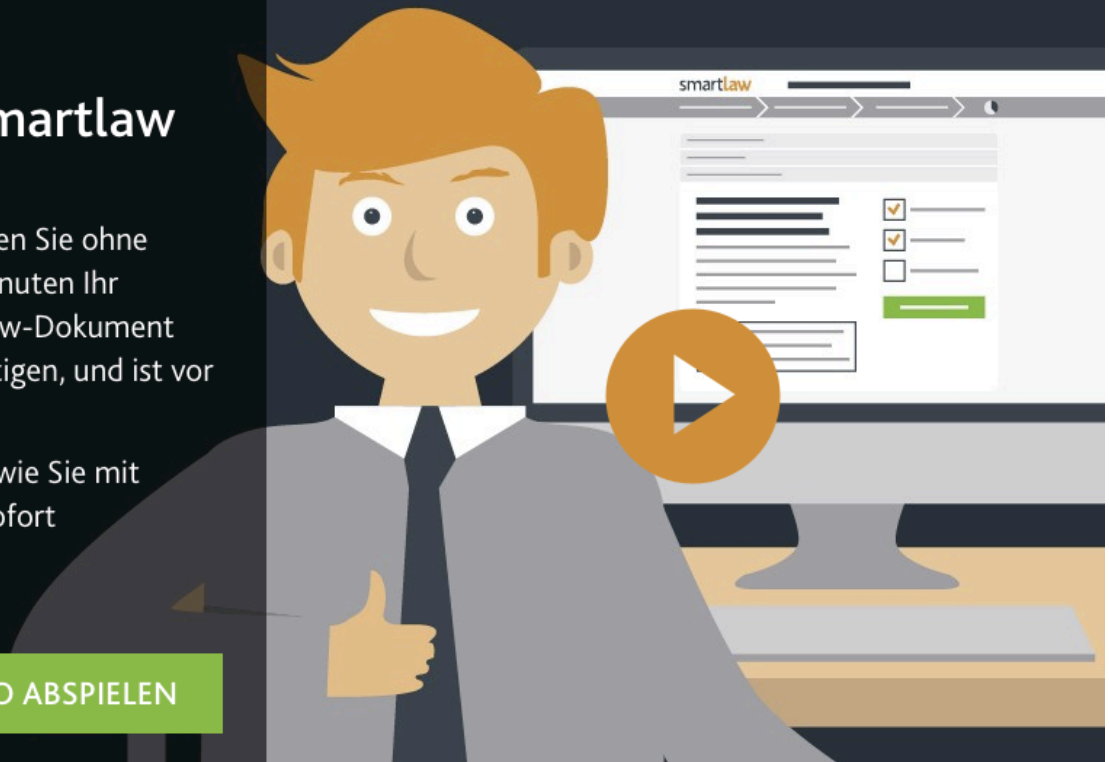 martlaw
en Sie ohne
nuten Ihr
w-Dokument
tigen, und ist vor
wie Sie mit
ofort
O ABSPIELEN
smartlaw